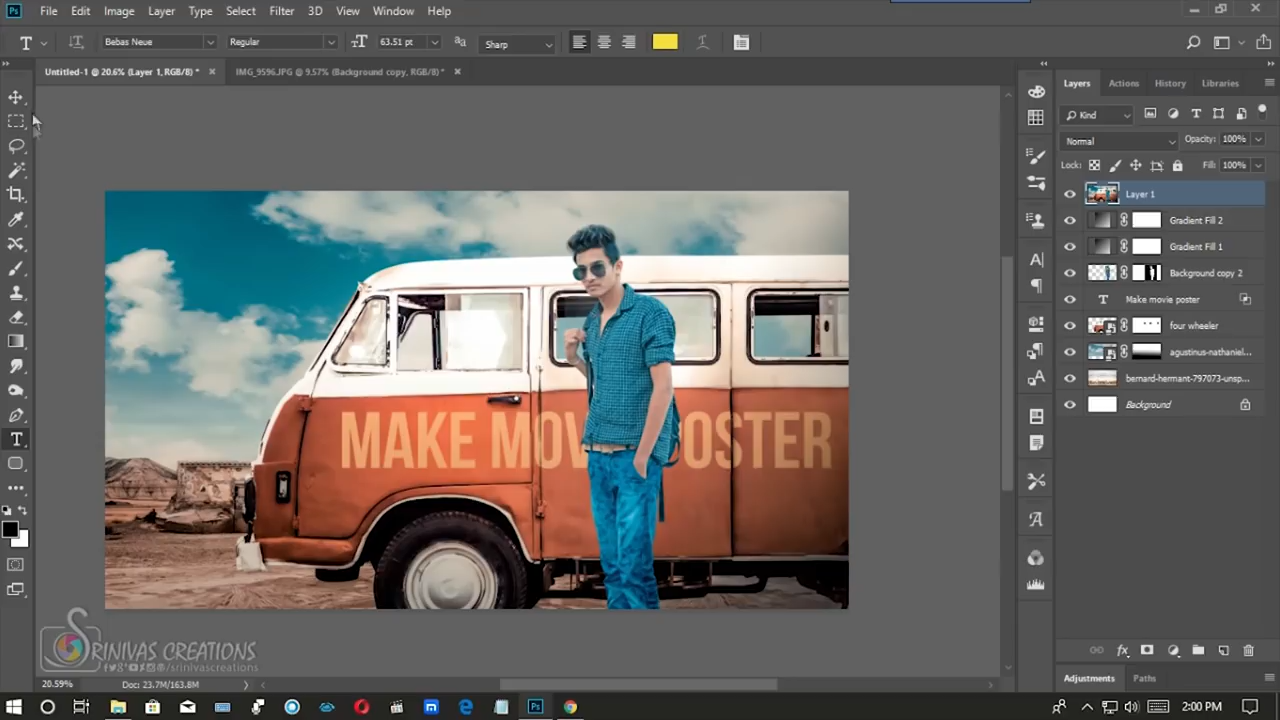 Ps File Edit Image Layer Type Select Filter 3D View Window Help
T Bebas Neue Regular 63.51 pt Sharp
Untitled-1 @ 20.6% (Layer 1, RGB/8) * × IMG_9596.JPG @ 9.57% (Background copy, RGB/8) * ×
Layers Actions History Libraries
Kind
Normal Opacity: 100%
Lock: Fill: 100%
Layer 1
Gradient Fill 2
Gradient Fill 1
Background copy 2
Make movie poster
four wheeler
agustinus-nathaniel...
bernard-hermant-797073-unsp...
Background
MAKE MOV OSTER
SRINIVAS CREATIONS
/srinivascreations
20.59% Doc: 23.7M/163.8M
Adjustments Paths
2:00 PM